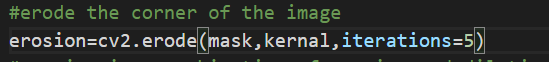 #erode the corner of the image
erosion=cv2.erode(mask,kernal,iterations=5)